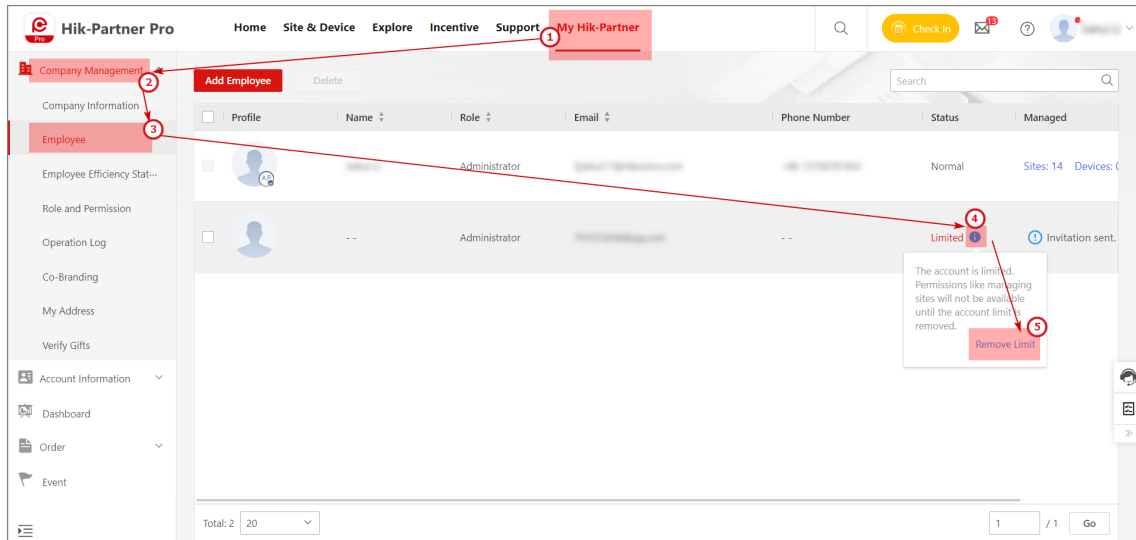 Pro
Hik-Partner Pro
Home Site & Device Explore Incentive Support My Hik-Partner
Check In
13
1
Company Management
2
Company Information
Employee
3
Employee Efficiency Stat···
Role and Permission
Operation Log
Co-Branding
My Address
Verify Gifts
Account Information
Dashboard
Order
Event
Add Employee Delete
Search
Profile Name Role Email Phone Number Status Managed
Administrator Normal Sites: 14 Devices: 0
4
- - Administrator - - Limited Invitation sent.
The account is limited.
Permissions like managing
sites will not be available
until the account limit is
removed.
5
Remove Limit
Total: 2 20 1 / 1 Go